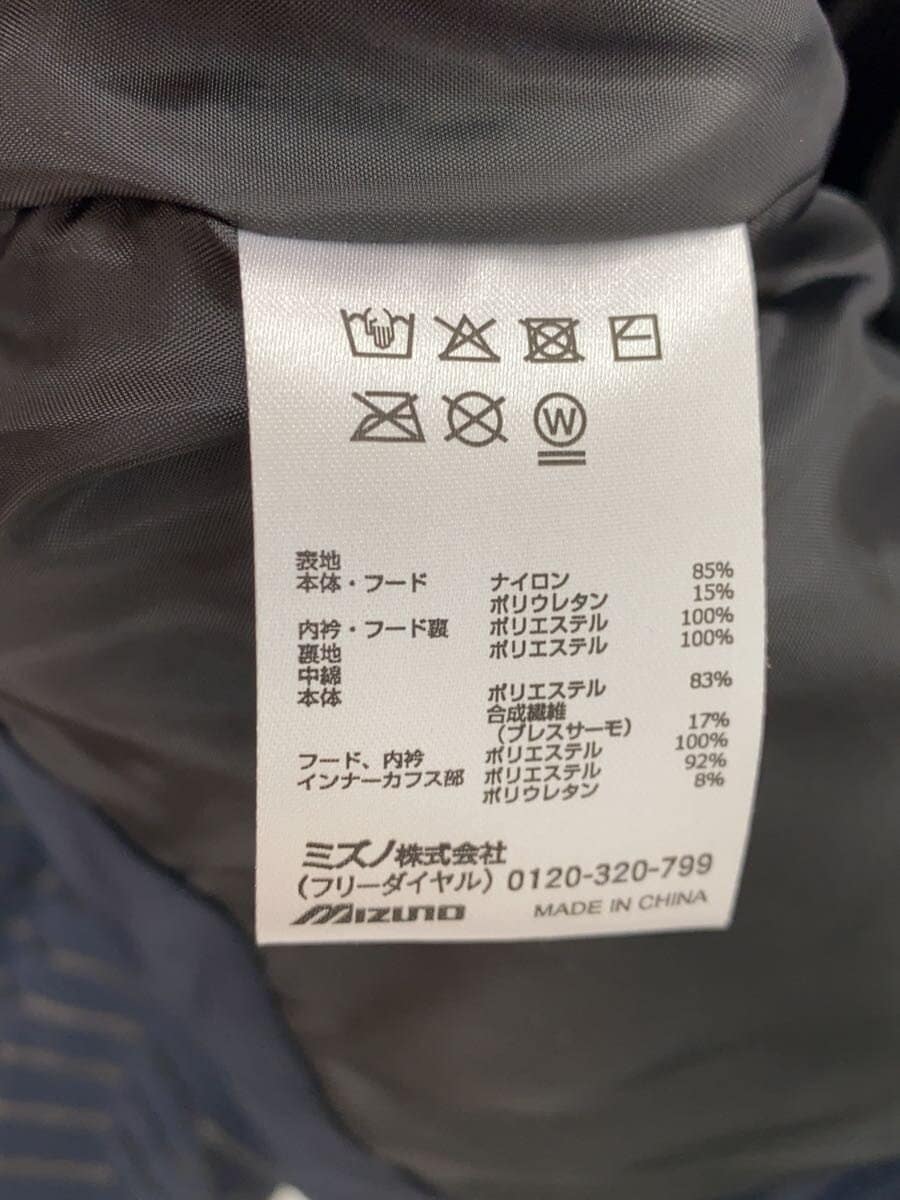 W
表地
本体・フード ナイロン 85%
ポリウレタン 15%
内衿・フード裏 ポリエステル 100%
裏地 ポリエステル 100%
中綿
本体 ポリエステル 83%
合成繊維
(ブレスサーモ) 17%
フード、内衿 ポリエステル 100%
インナーカフス部 ポリエステル 92%
ポリウレタン 8%
ミズノ株式会社
(フリーダイヤル) 0120-320-799
MIZUNO MADE IN CHINA